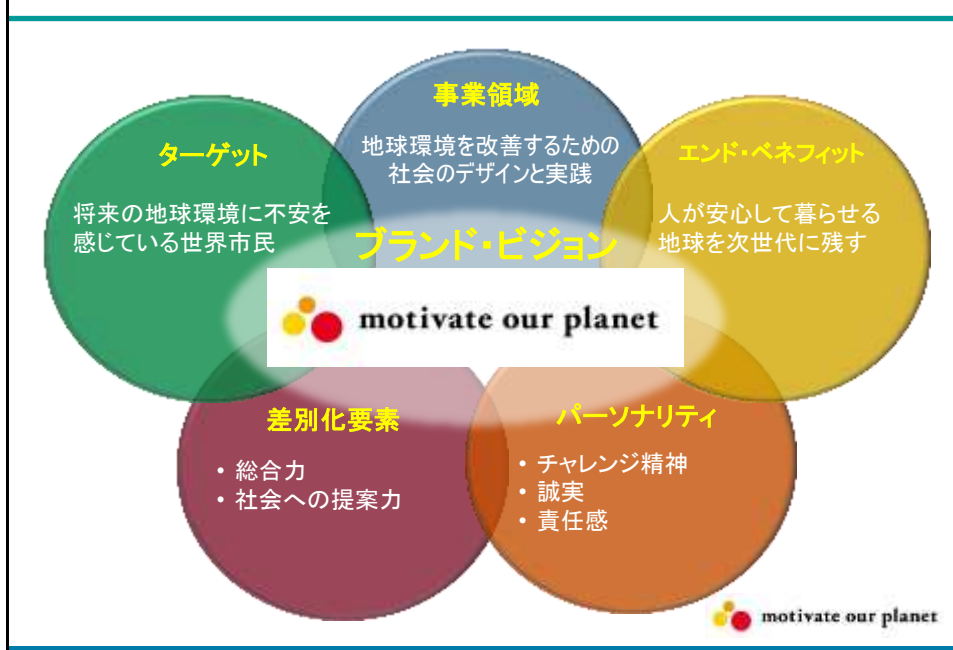 事業領域
地球環境を改善するための
社会のデザインと実践
ターゲット
将来の地球環境に不安を
感じている世界市民
エンド・ベネフィット
人が安心して暮らせる
地球を次世代に残す
ブランド・ビジョン
motivate our planet
差別化要素
• 総合力
• 社会への提案力
パーソナリティ
• チャレンジ精神
• 誠実
• 責任感
motivate our planet